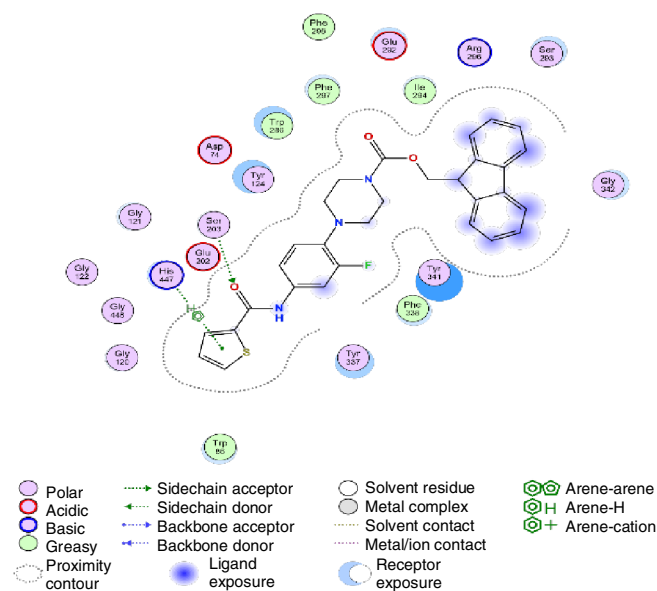 Phe
Glu
292
Arg
296
Ser
293
Phe
297
Ile
294
Trp
286
Asp
74
Tyr
124
O
O
N
Gly
342
Gly
121
Ser
203
N
Glu
202
F
Tyr
341
His
447
Gly
122
O
H
NH
Phe
338
Gly
448
S
Gly
120
Tyr
337
Trp
86
Polar
Acidic
Basic
Greasy
Proximity
contour
Sidechain acceptor
Sidechain donor
Backbone acceptor
Backbone donor
Ligand
exposure
Solvent residue
Metal complex
Solvent contact
Metal/ion contact
Receptor
exposure
Arene-arene
H Arene-H
+ Arene-cation